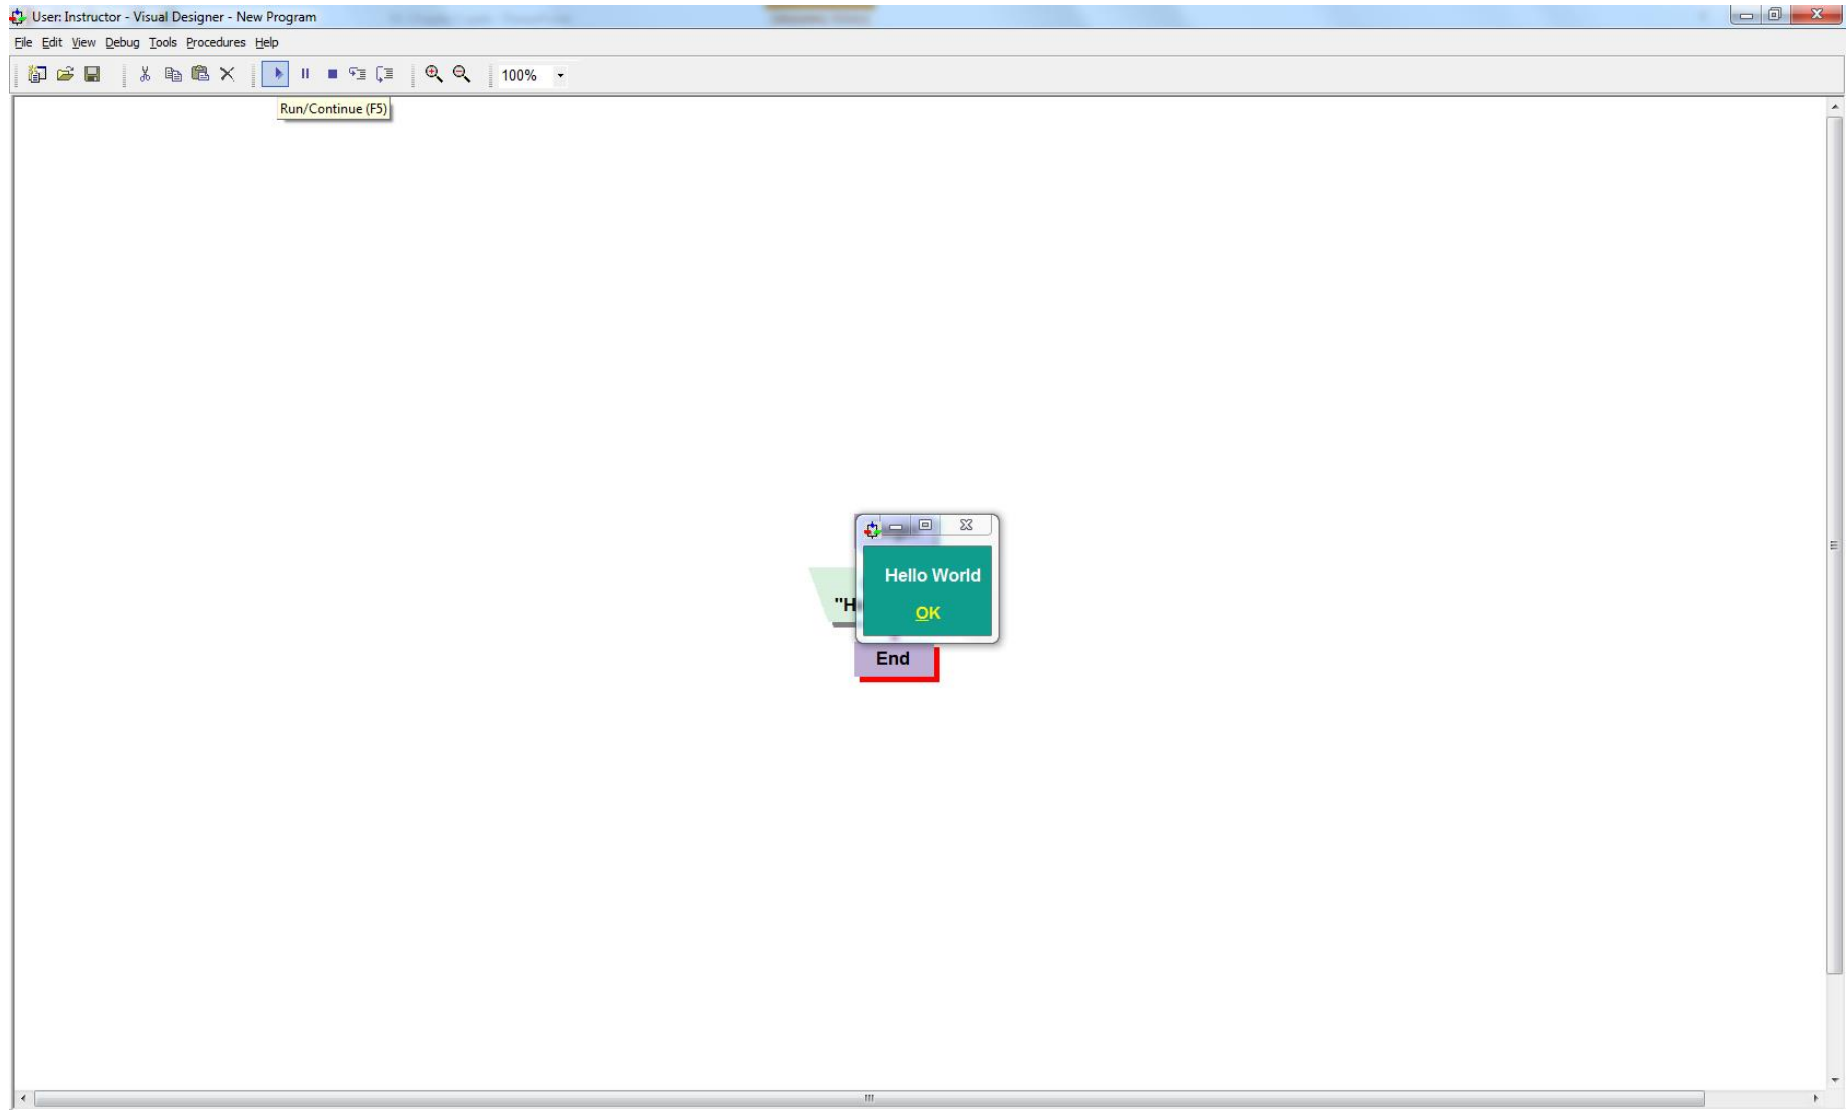 User: Instructor - Visual Designer - New Program
File Edit View Debug Tools Procedures Help
100%
Run/Continue (F5)
Hello World
"H
OK
End